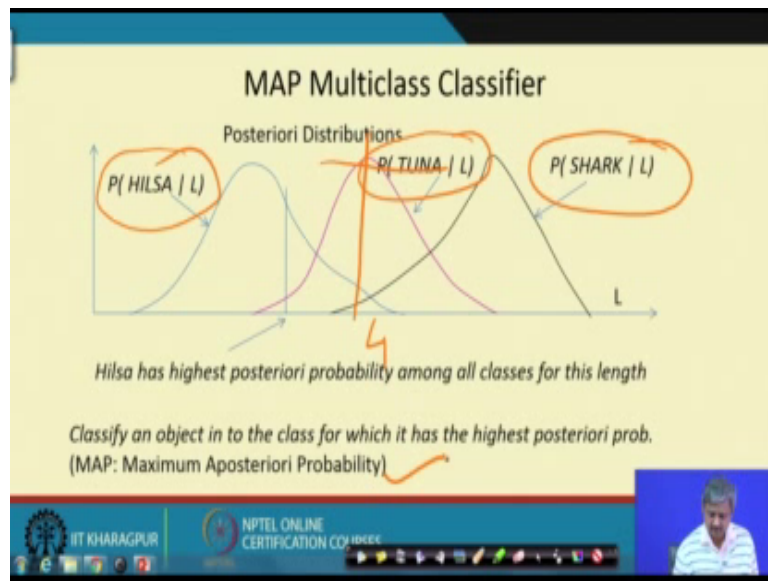 MAP Multiclass Classifier
Posteriori Distributions
P( HILSA | L)
P( TUNA | L)
P( SHARK | L)
L
4
Hilsa has highest posteriori probability among all classes for this length
Classify an object in to the class for which it has the highest posteriori prob.
(MAP: Maximum Aposteriori Probability)
IIT KHARAGPUR
NPTEL ONLINE
CERTIFICATION COURSES
NPTEL